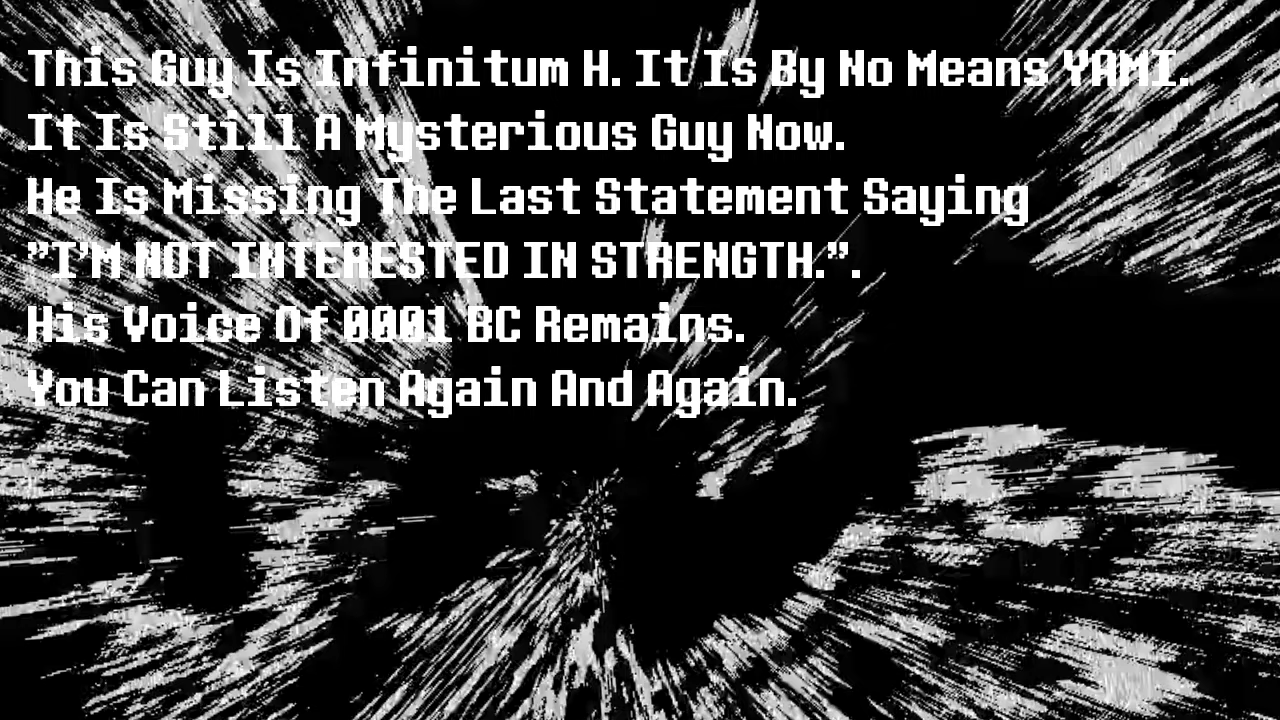 This Guy Is Infinitum H. It Is By No Means YAMI.
It Is Still A Mysterious Guy Now.
He Is Missing The Last Statement Saying
"I'M NOT INTERESTED IN STRENGTH.".
His Voice Of 0001 BC Remains.
You Can Listen Again And Again.